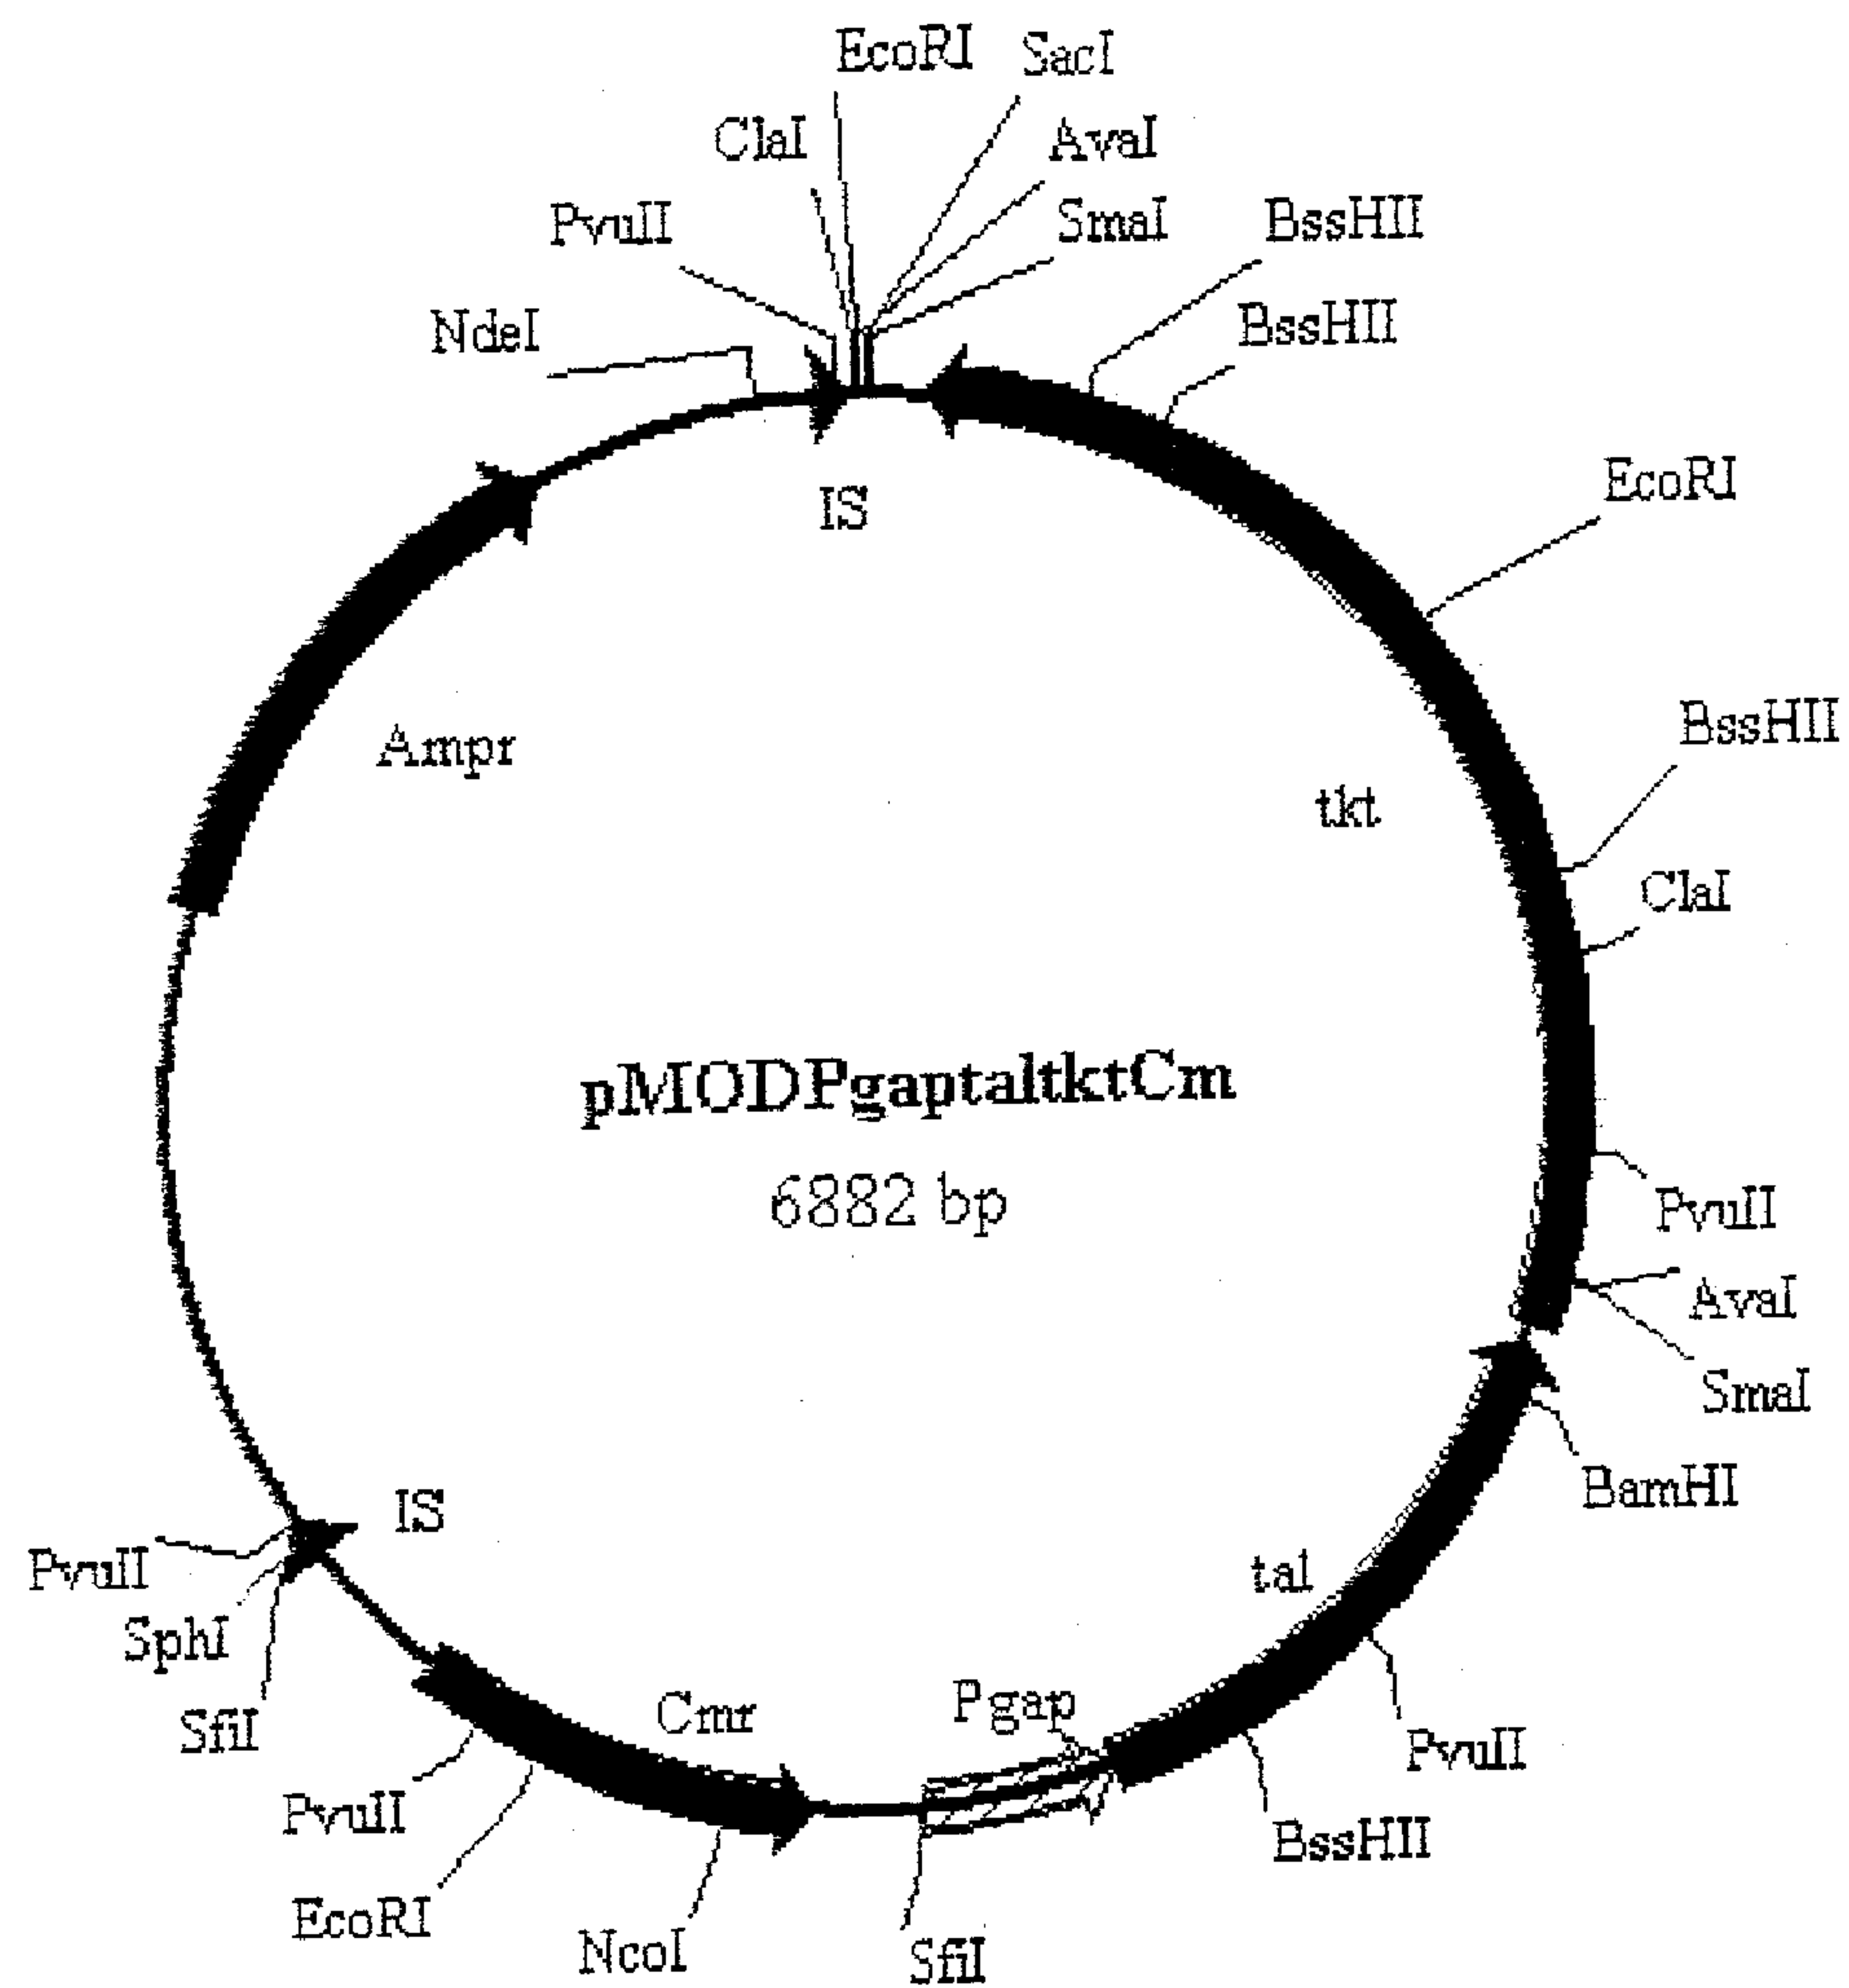 EcoRI
SacI
ClaI
AvaI
PvuII
SmaI
BssHII
NdeI
BssHII
EcoRI
IS
BssHII
Ampr
tkt
ClaI
pMODPgaptaltktCm
6882 bp
PvuII
AvaI
SmaI
BamHI
IS
PvuII
tal
SphI
Pgap
Cmr
SfiI
PvuII
PvuII
BssHII
EcoRI
NcoI
SfiI